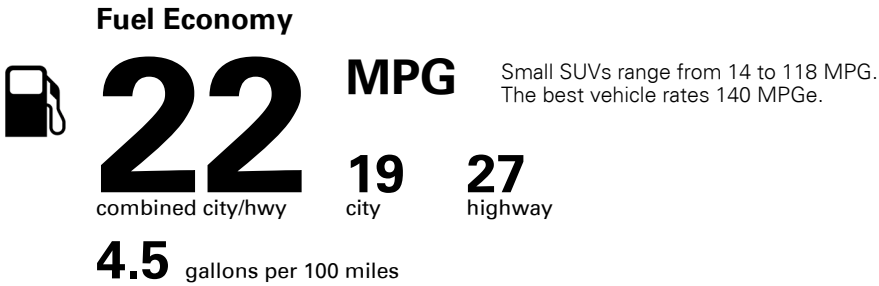 Fuel Economy
22 MPG
Small SUVs range from 14 to 118 MPG.
The best vehicle rates 140 MPGe.
combined city/hwy
19
city
27
highway
4.5 gallons per 100 miles